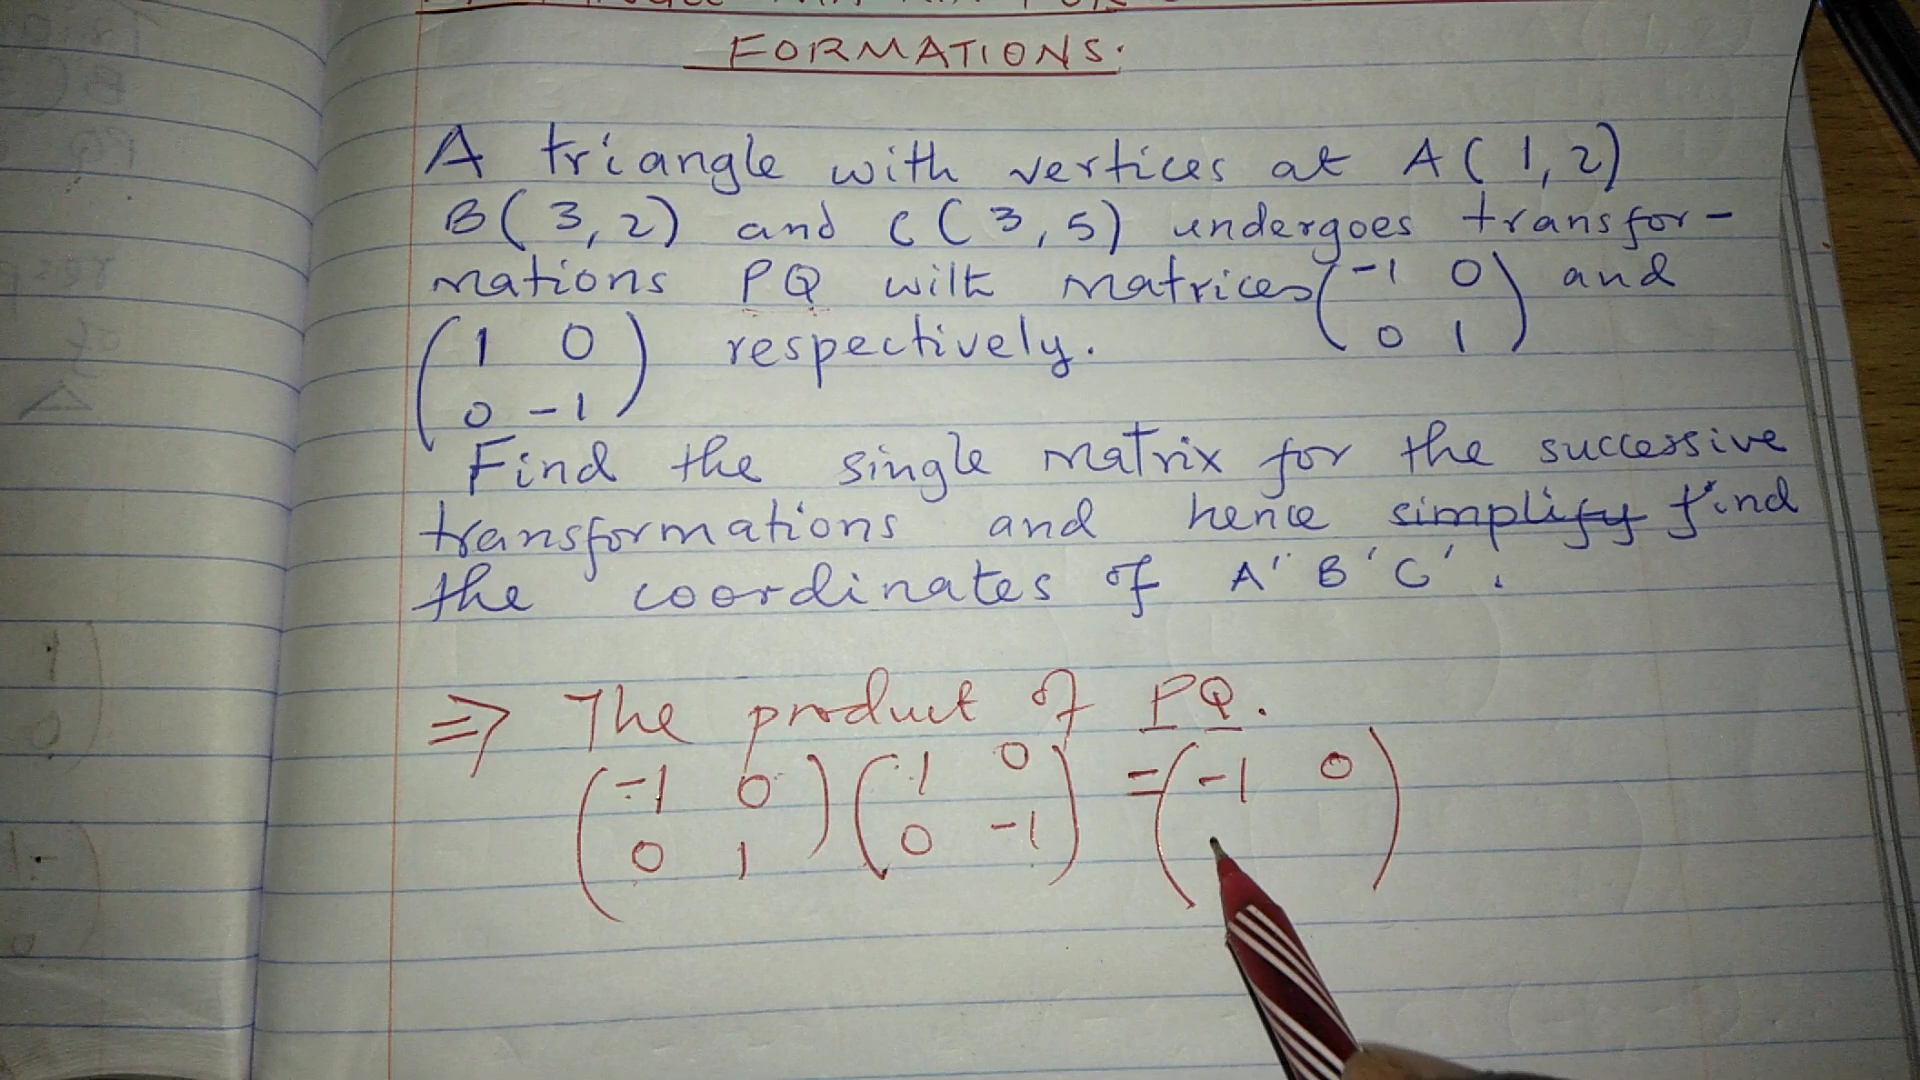 FORMATIONS.
A triangle with vertices at A(1,2)
B(3,2) and C(3,5) undergoes transfor-
mations PQ with matrices (-1 0 and
0 1)
(1 0 respectively.
0 -1)
Find the single matrix for the successive
transformations and hence simplify find
the coordinates of A' B' C'.
⇒ The product of PQ.
(-1 0) (1 0) = (-1 0)
(0 1) (0 -1)